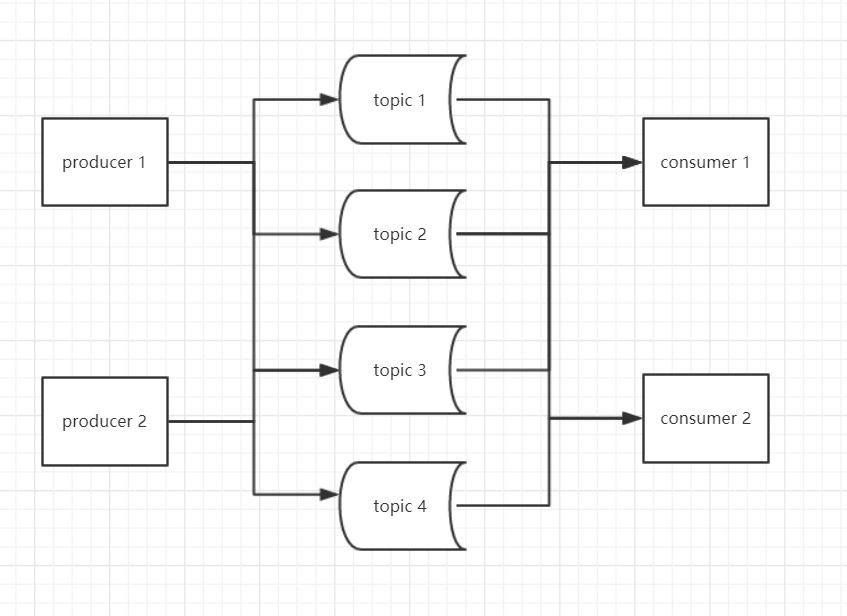 topic 1
producer 1
consumer 1
topic 2
topic 3
producer 2
consumer 2
topic 4